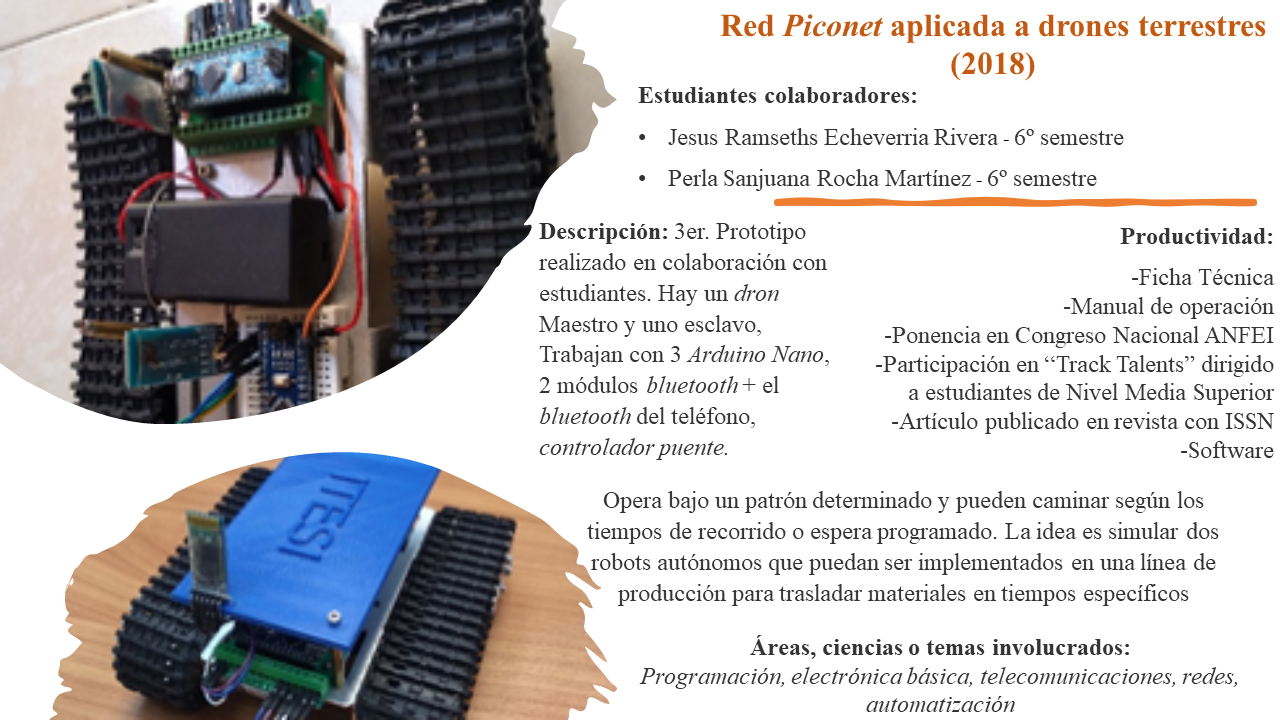 Red Piconet aplicada a drones terrestres
(2018)
Estudiantes colaboradores:
• Jesus Ramseths Echeverria Rivera - 6º semestre
• Perla Sanjuana Rocha Martínez - 6º semestre
Descripción: 3er. Prototipo
realizado en colaboración con
estudiantes. Hay un dron
Maestro y uno esclavo,
Trabajan con 3 Arduino Nano,
2 módulos bluetooth + el
bluetooth del teléfono,
controlador puente.
Productividad:
-Ficha Técnica
-Manual de operación
-Ponencia en Congreso Nacional ANFEI
-Participación en “Track Talents” dirigido
a estudiantes de Nivel Media Superior
-Artículo publicado en revista con ISSN
-Software
Opera bajo un patrón determinado y pueden caminar según los
tiempos de recorrido o espera programado. La idea es simular dos
robots autónomos que puedan ser implementados en una línea de
producción para trasladar materiales en tiempos específicos
Áreas, ciencias o temas involucrados:
Programación, electrónica básica, telecomunicaciones, redes,
automatización
ITESI